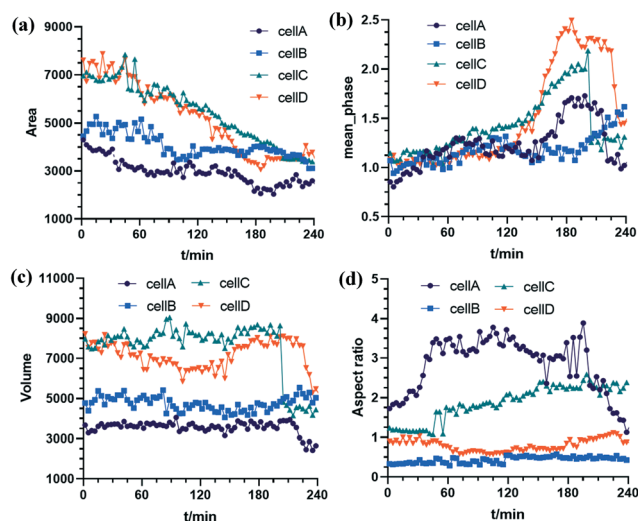 (a)
cellA
cellB
cellC
cellD
9000
7000
5000
3000
1000
Area
0 60 120 180 240
t/min
(b)
cellA
cellB
cellC
cellD
2.5
2.0
1.5
1.0
0.5
mean_phase
0 60 120 180 240
t/min
(c)
cellA cellC
cellB cellD
11000
9000
7000
5000
3000
1000
Volume
0 60 120 180 240
t/min
(d)
cellA cellC
cellB cellD
5
4
3
2
1
0
Aspect ratio
0 60 120 180 240
t/min